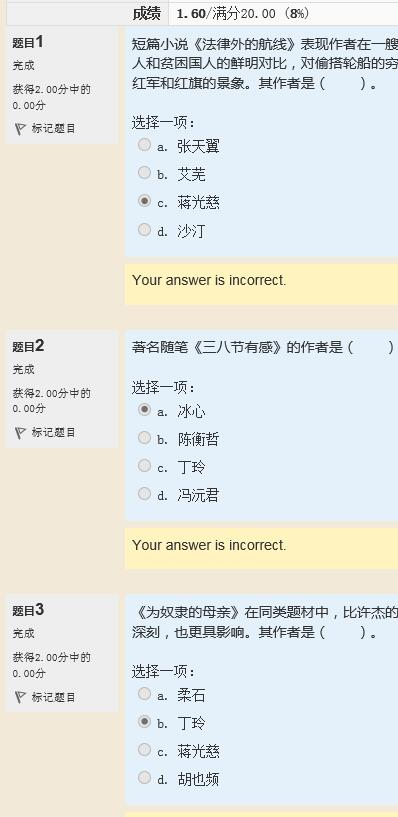 成绩 1.60/满分20.00 (8%)
题目1
完成
获得2.00分中的
0.00分
标记题目
短篇小说《法律外的航线》表现作者在一艘
人和贫困国人的鲜明对比，对偷搭轮船的穷
红军和红旗的景象。其作者是（ ）。
选择一项：
a. 张天翼
b. 艾芜
c. 蒋光慈
d. 沙汀
Your answer is incorrect.
题目2
完成
获得2.00分中的
0.00分
标记题目
著名随笔《三八节有感》的作者是（ ）
选择一项：
a. 冰心
b. 陈衡哲
c. 丁玲
d. 冯沅君
Your answer is incorrect.
题目3
完成
获得2.00分中的
0.00分
标记题目
《为奴隶的母亲》在同类题材中，比许杰的
深刻，也更具影响。其作者是（ ）。
选择一项：
a. 柔石
b. 丁玲
c. 蒋光慈
d. 胡也频